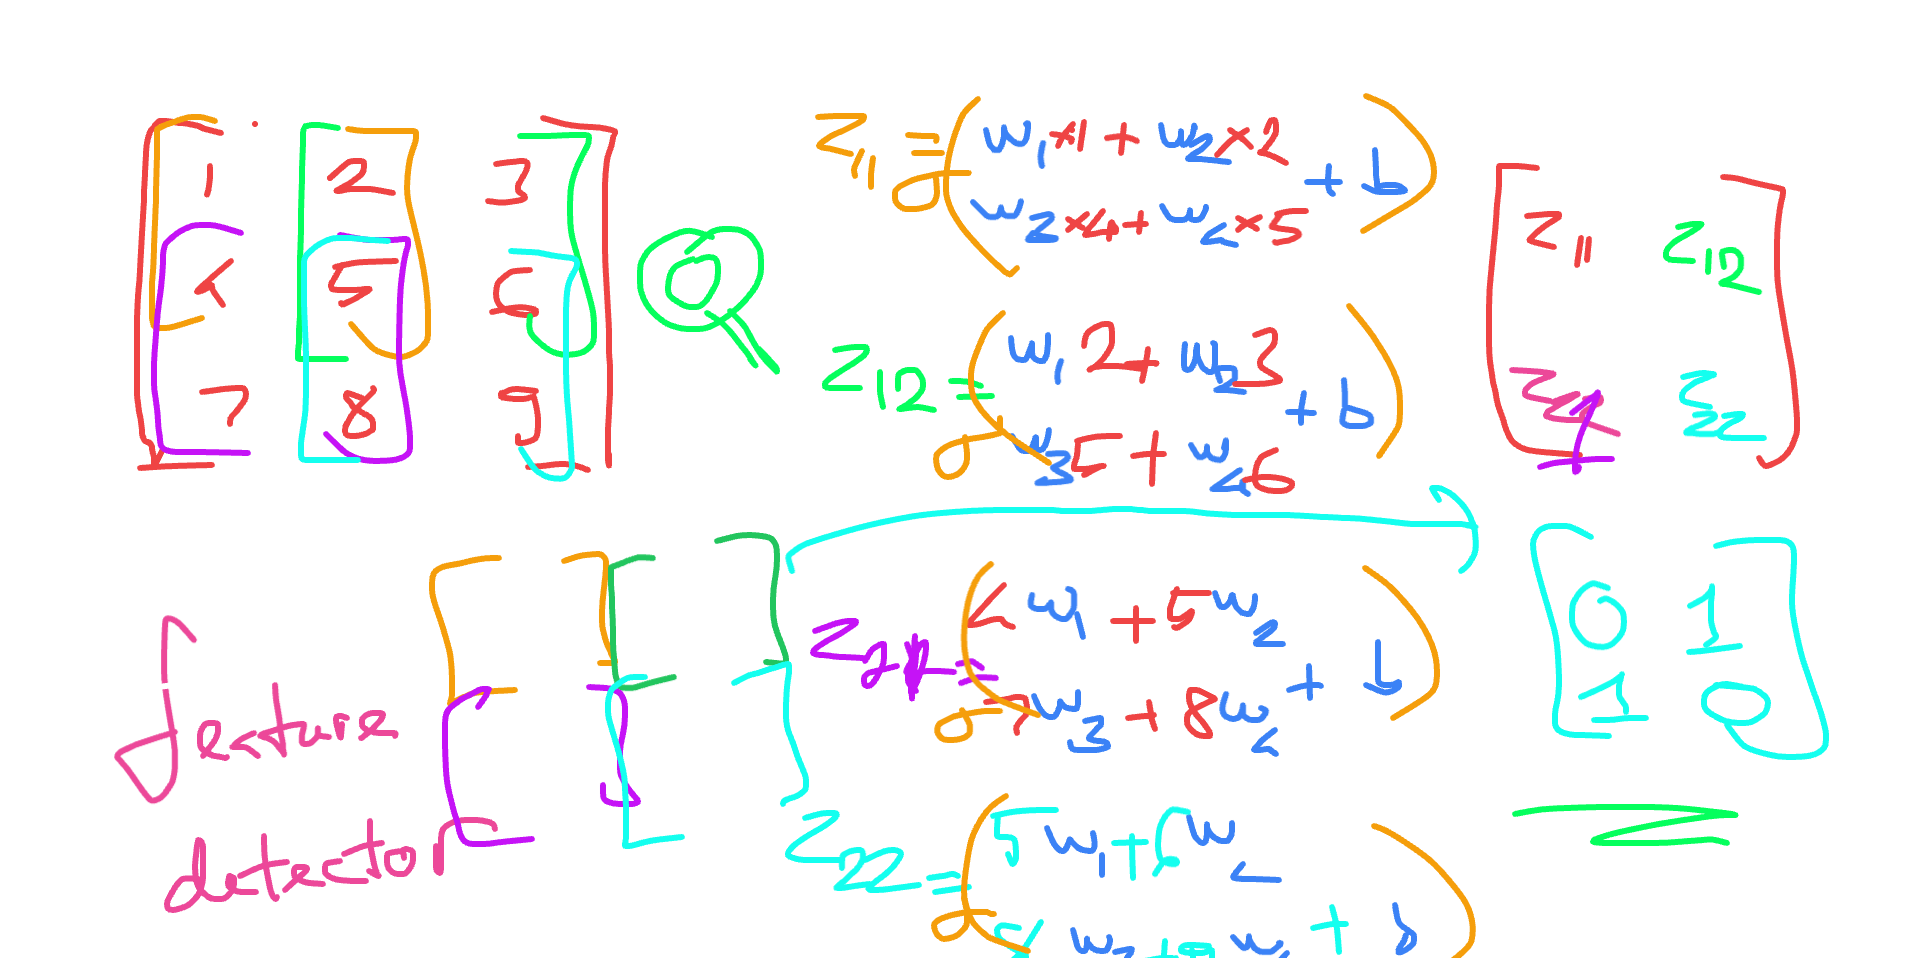 1 2 3
4 5 6
7 8 9
Z11 = g(w1×1 + w2×2
w3×4 + w4×5 + b)
Z12 = g(w1 2 + w2 3
w3 5 + w4 6 + b)
Z11 Z12
Z21 Z22
Z21 = g(4w1 + 5w2
7w3 + 8w4 + b)
0 1
1 0
feature
detector
Z22 = g(5w1 + 6w2
8w3 + 9w4 + b)